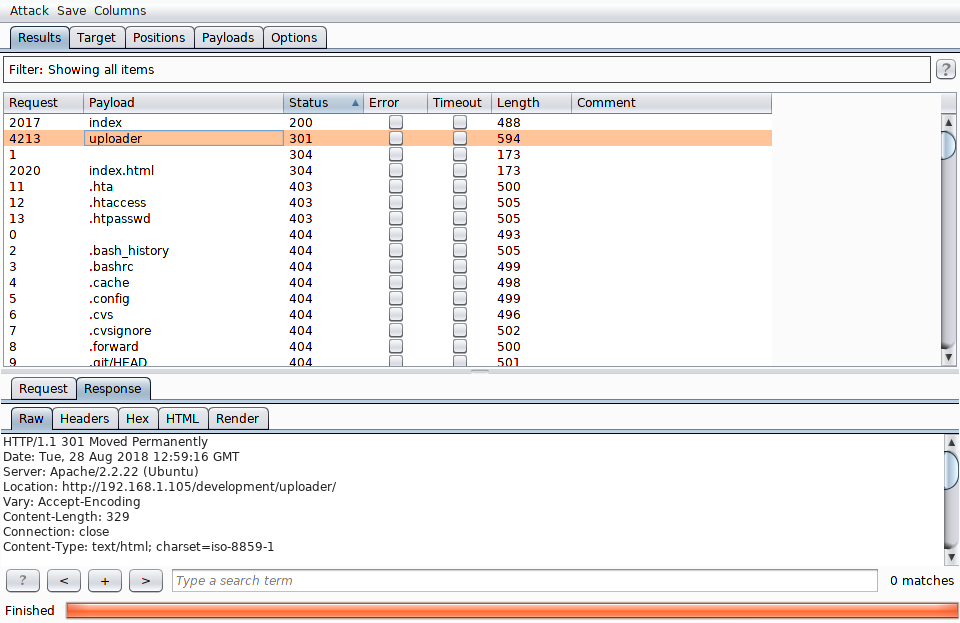 Attack Save Columns
Results Target Positions Payloads Options
Filter: Showing all items ?
Request Payload Status Error Timeout Length Comment
2017 index 200 488
4213 uploader 301 594
1 304 173
2020 index.html 304 173
11 .hta 403 500
12 .htaccess 403 505
13 .htpasswd 403 505
0 404 493
2 .bash_history 404 505
3 .bashrc 404 499
4 .cache 404 498
5 .config 404 499
6 .cvs 404 496
7 .cvsignore 404 502
8 .forward 404 500
9 .git/HEAD 404 501
Request Response
Raw Headers Hex HTML Render
HTTP/1.1 301 Moved Permanently
Date: Tue, 28 Aug 2018 12:59:16 GMT
Server: Apache/2.2.22 (Ubuntu)
Location: http://192.168.1.105/development/uploader/
Vary: Accept-Encoding
Content-Length: 329
Connection: close
Content-Type: text/html; charset=iso-8859-1
? < + > Type a search term 0 matches
Finished